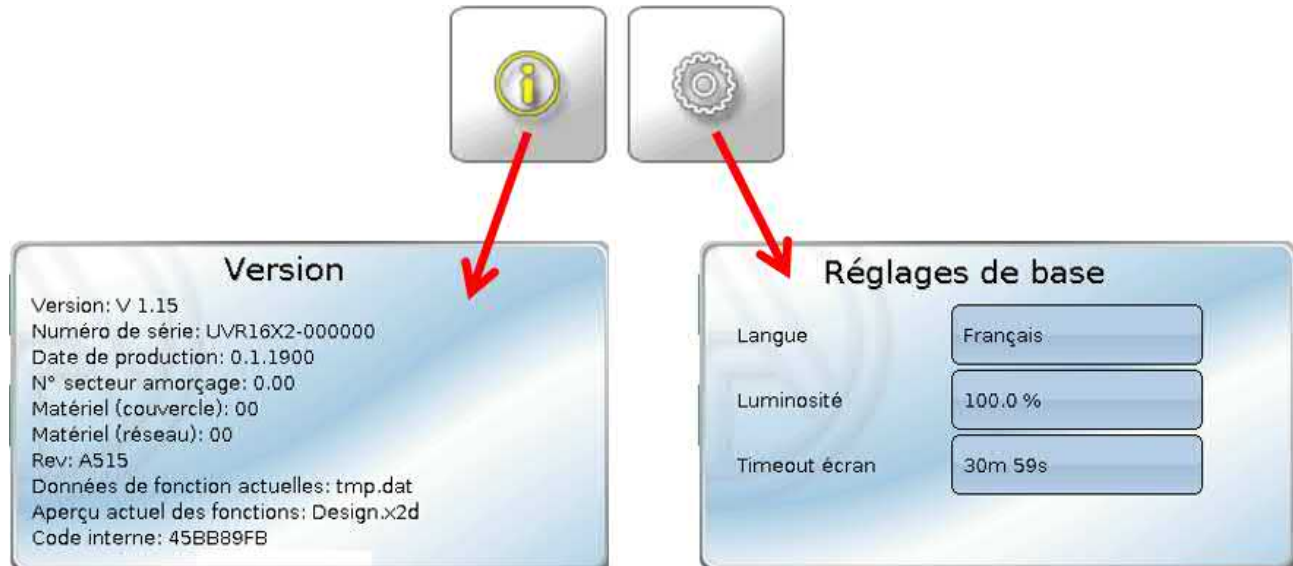 Version
Version: V 1.15
Numéro de série: UVR16X2-000000
Date de production: 0.1.1900
N° secteur amorçage: 0.00
Matériel (couvercle): 00
Matériel (réseau): 00
Rev: A515
Données de fonction actuelles: tmp.dat
Aperçu actuel des fonctions: Design.x2d
Code interne: 45BB89FB
Réglages de base
Langue Français
Luminosité 100.0 %
Timeout écran 30m 59s